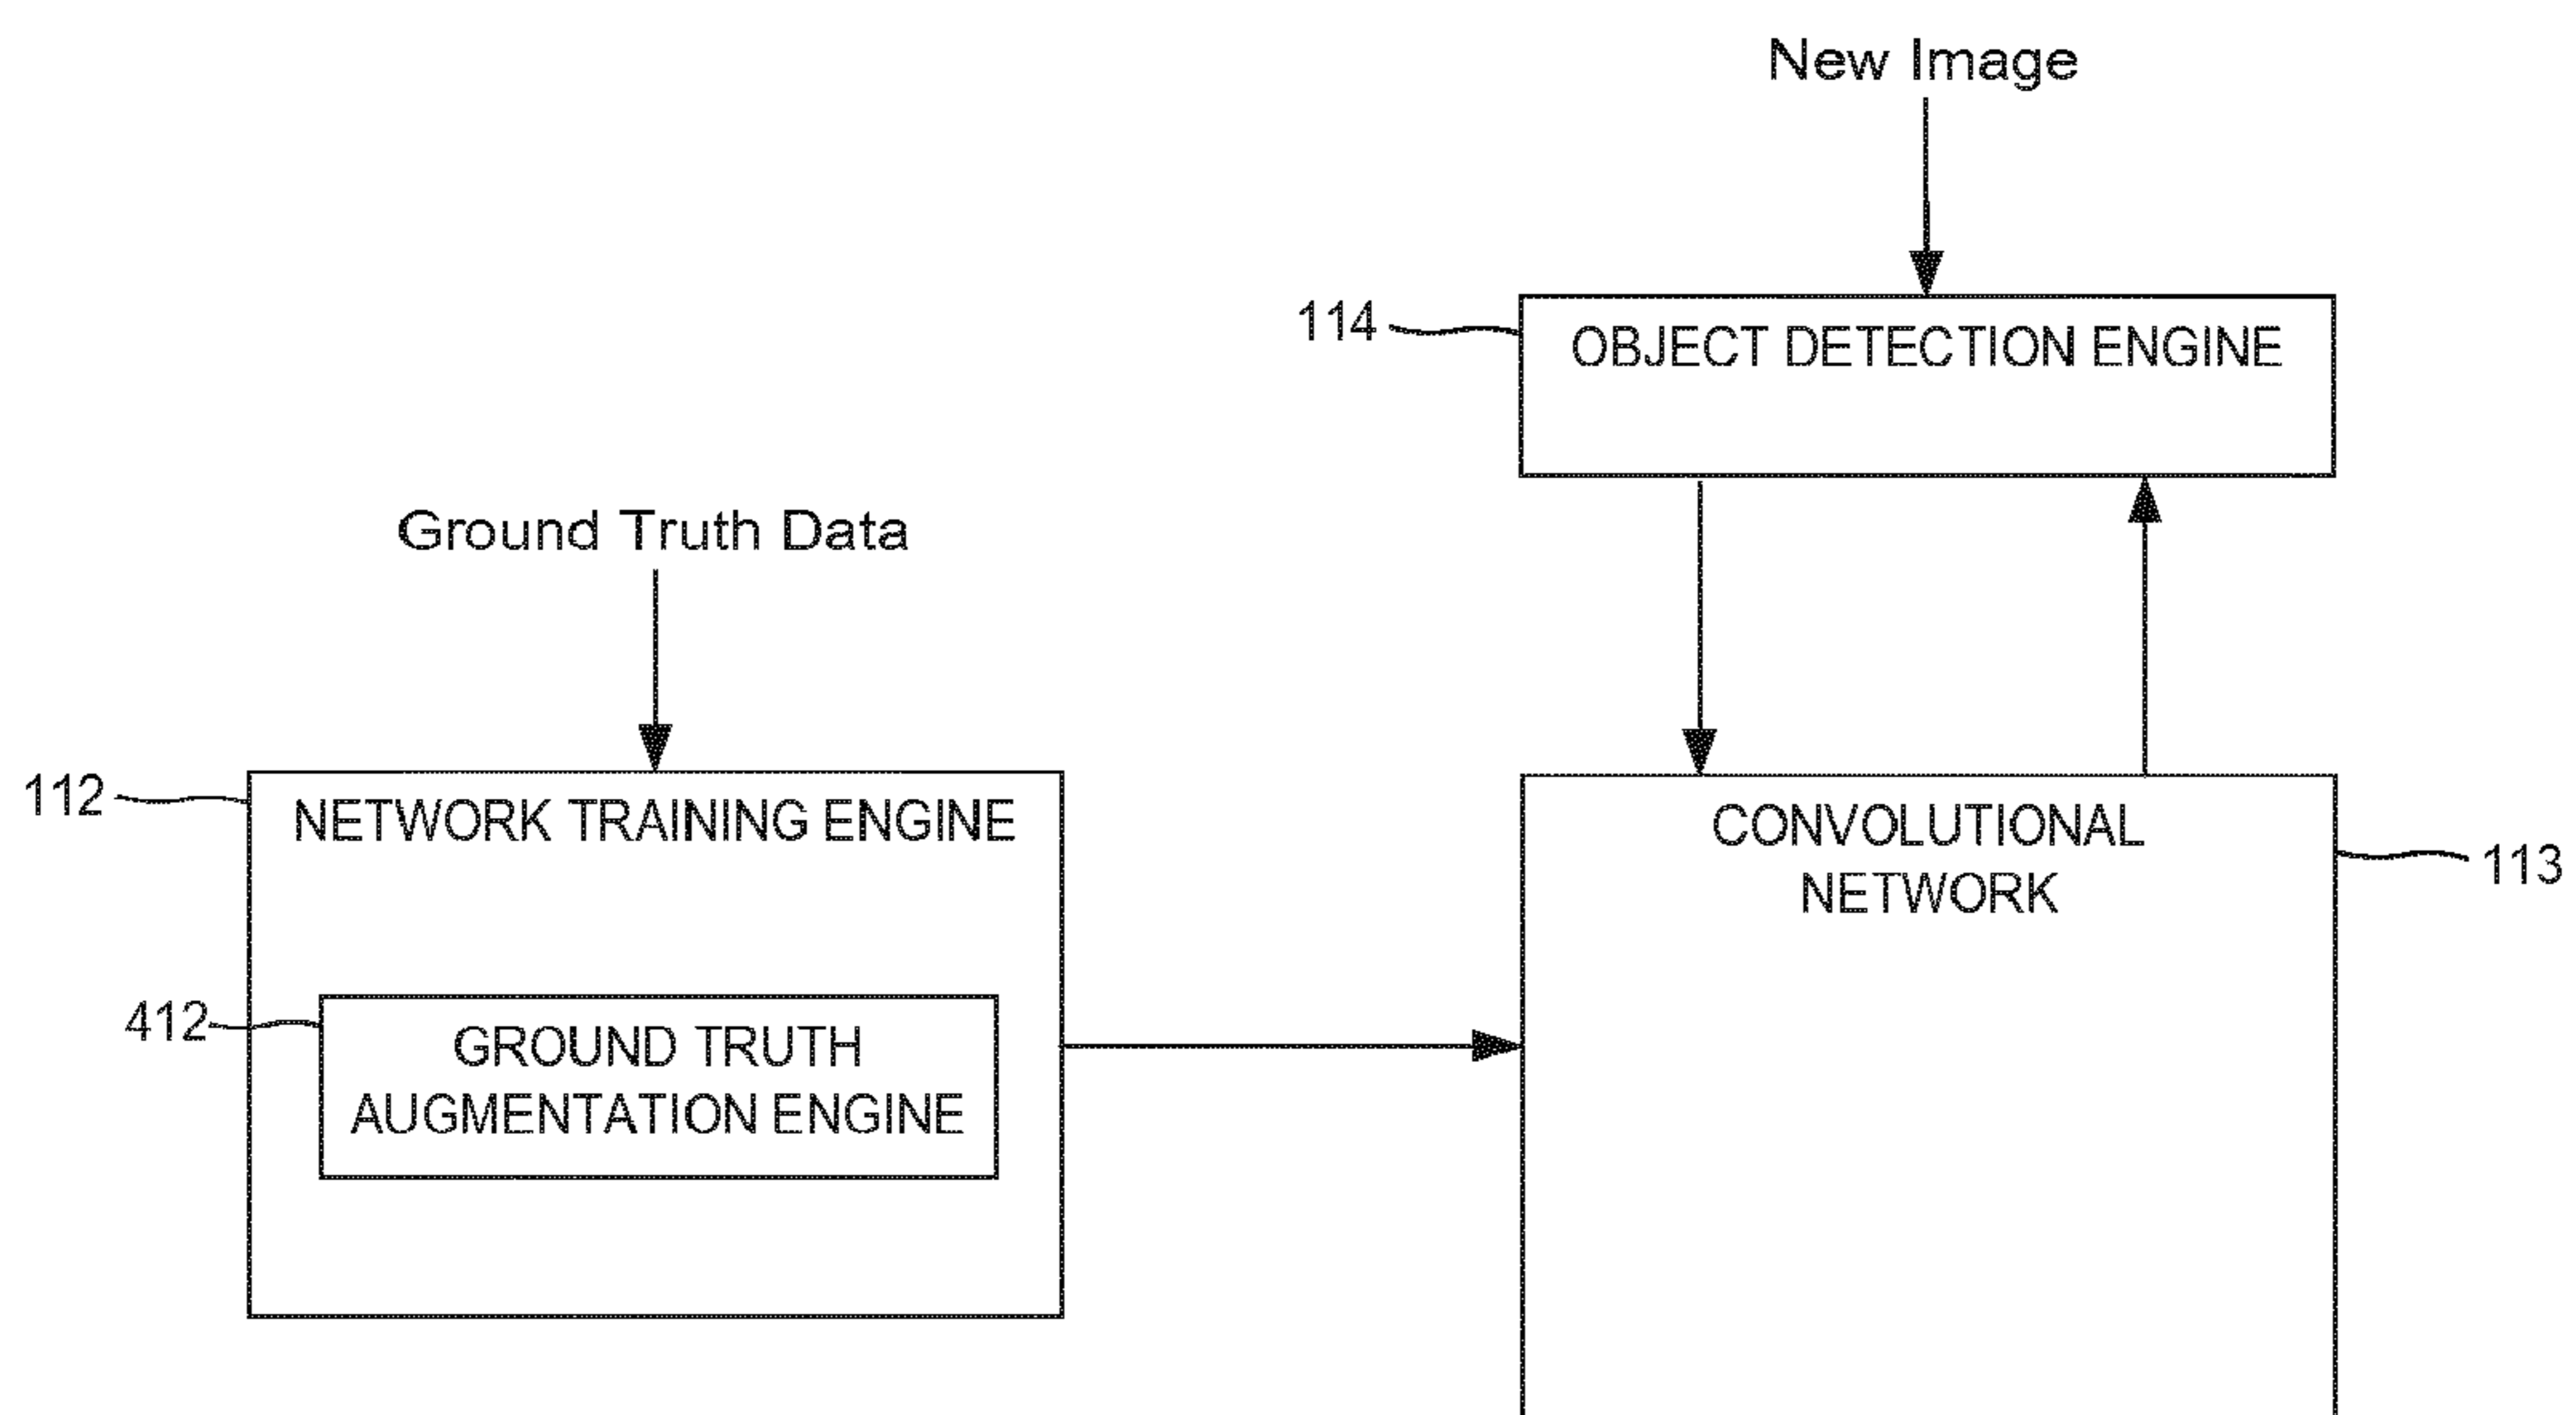 New Image
114
OBJECT DETECTION ENGINE
Ground Truth Data
112
NETWORK TRAINING ENGINE
CONVOLUTIONAL
NETWORK
113
412
GROUND TRUTH
AUGMENTATION ENGINE